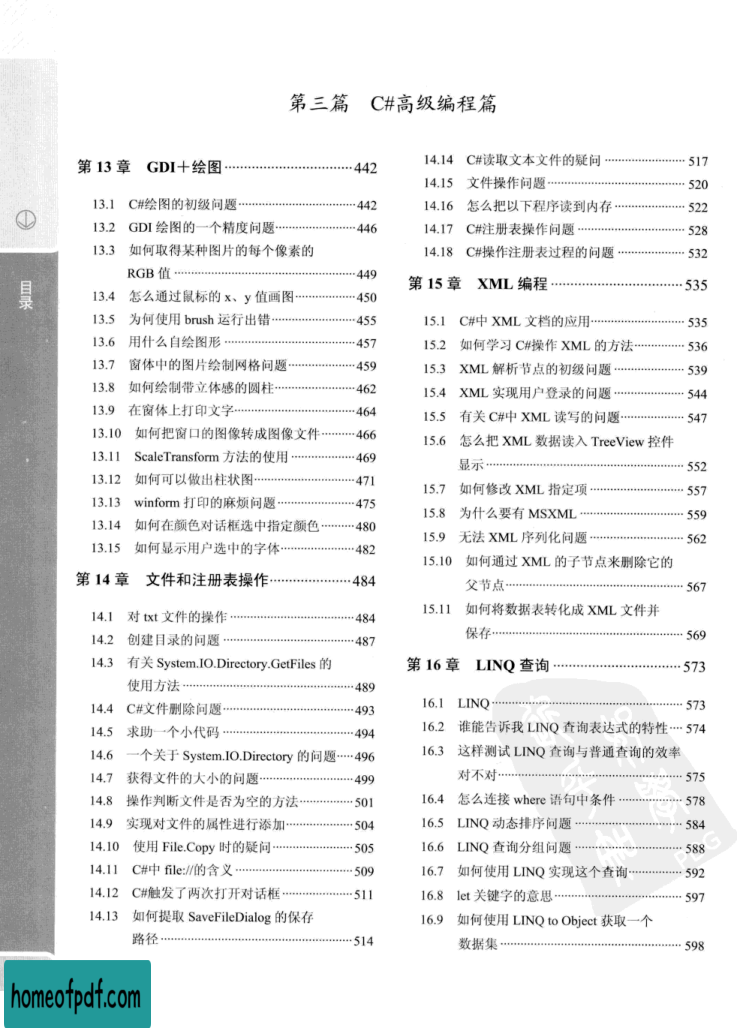 第三篇 C#高级编程篇
目录
第 13 章 GDI＋绘图…………………………442
13.1 C#绘图的初级问题…………………………442
13.2 GDI 绘图的一个精度问题…………………446
13.3 如何取得某种图片的每个像素的
RGB 值…………………………………449
13.4 怎么通过鼠标的 x、y 值画图………………450
13.5 为何使用 brush 运行出错…………………455
13.6 用什么自绘图形……………………………457
13.7 窗体中的图片绘制网格问题………………459
13.8 如何绘制带立体感的圆柱…………………462
13.9 在窗体上打印文字…………………………464
13.10 如何把窗口的图像转成图像文件…………466
13.11 ScaleTransform 方法的使用………………469
13.12 如何可以做出柱状图………………………471
13.13 winform 打印的麻烦问题…………………475
13.14 如何在颜色对话框选中指定颜色…………480
13.15 如何显示用户选中的字体…………………482
第 14 章 文件和注册表操作…………………484
14.1 对 txt 文件的操作…………………………484
14.2 创建目录的问题……………………………487
14.3 有关 System.IO.Directory.GetFiles 的
使用方法………………………………489
14.4 C#文件删除问题……………………………493
14.5 求助一个小代码……………………………494
14.6 一个关于 System.IO.Directory 的问题……496
14.7 获得文件的大小的问题……………………499
14.8 操作判断文件是否为空的方法……………501
14.9 实现对文件的属性进行添加………………504
14.10 使用 File.Copy 时的疑问…………………505
14.11 C#中 file://的含义…………………………509
14.12 C#触发了两次打开对话框…………………511
14.13 如何提取 SaveFileDialog 的保存
路径……………………………………514
14.14 C#读取文本文件的疑问……………………517
14.15 文件操作问题………………………………520
14.16 怎么把以下程序读到内存…………………522
14.17 C#注册表操作问题…………………………528
14.18 C#操作注册表过程的问题…………………532
第 15 章 XML 编程……………………………535
15.1 C#中 XML 文档的应用……………………535
15.2 如何学习 C#操作 XML 的方法……………536
15.3 XML 解析节点的初级问题…………………539
15.4 XML 实现用户登录的问题…………………544
15.5 有关 C#中 XML 读写的问题………………547
15.6 怎么把 XML 数据读入 TreeView 控件
显示……………………………………552
15.7 如何修改 XML 指定项……………………557
15.8 为什么要有 MSXML………………………559
15.9 无法 XML 序列化问题……………………562
15.10 如何通过 XML 的子节点来删除它的
父节点…………………………………567
15.11 如何将数据表转化成 XML 文件并
保存……………………………………569
第 16 章 LINQ 查询……………………………573
16.1 LINQ…………………………………………573
16.2 谁能告诉我 LINQ 查询表达式的特性……574
16.3 这样测试 LINQ 查询与普通查询的效率
对不对…………………………………575
16.4 怎么连接 where 语句中条件………………578
16.5 LINQ 动态排序问题…………………………584
16.6 LINQ 查询分组问题…………………………588
16.7 如何使用 LINQ 实现这个查询……………592
16.8 let 关键字的意思……………………………597
16.9 如何使用 LINQ to Object 获取一个
数据集…………………………………598
PDG
homeofpdf.com